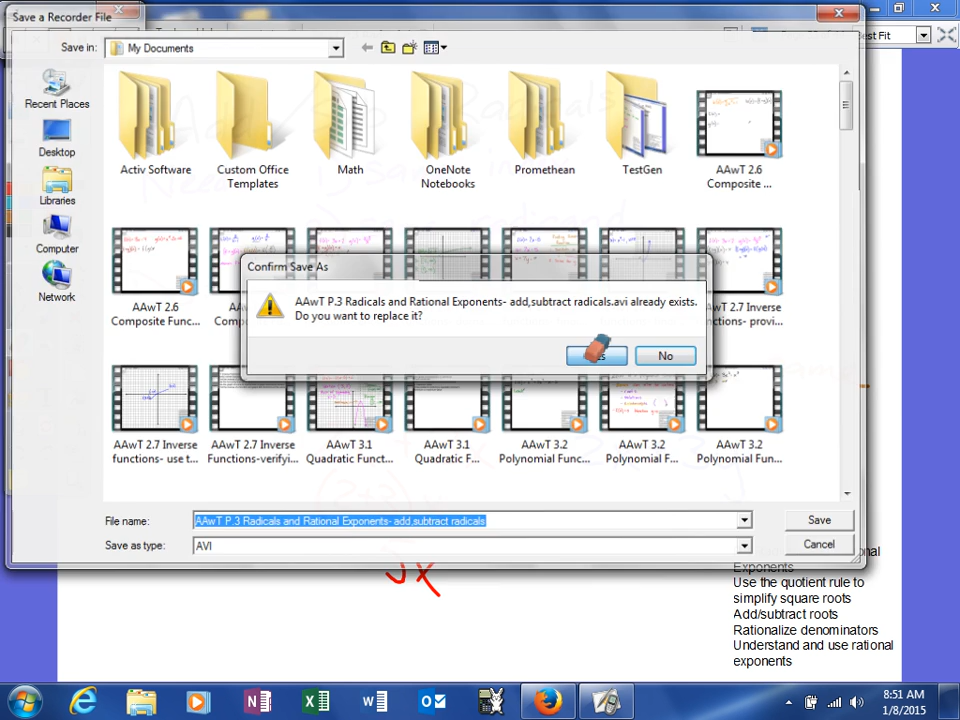 Save a Recorder File
Best Fit
Save in:
My Documents
Recent Places
Desktop
Libraries
Computer
Network
Activ Software
Custom Office
Templates
Math
OneNote
Notebooks
Promethean
TestGen
AAwT 2.6
Composite ...
AAwT 2.6
Composite Func...
AAwT 2.7 Inverse
functions- provi...
Confirm Save As
AAwT P.3 Radicals and Rational Exponents- add,subtract radicals.avi already exists.
Do you want to replace it?
No
AAwT 2.7 Inverse
functions- use t...
AAwT 2.7 Inverse
Functions-verifyi...
AAwT 3.1
Quadratic Funct...
AAwT 3.1
Quadratic F...
AAwT 3.2
Polynomial Func...
AAwT 3.2
Polynomial F...
AAwT 3.2
Polynomial Fun...
File name:
AAwT P.3 Radicals and Rational Exponents- add,subtract radicals
Save
Save as type:
AVI
Cancel
Exponents
Use the quotient rule to
simplify square roots
Add/subtract roots
Rationalize denominators
Understand and use rational
exponents
8:51 AM
1/8/2015